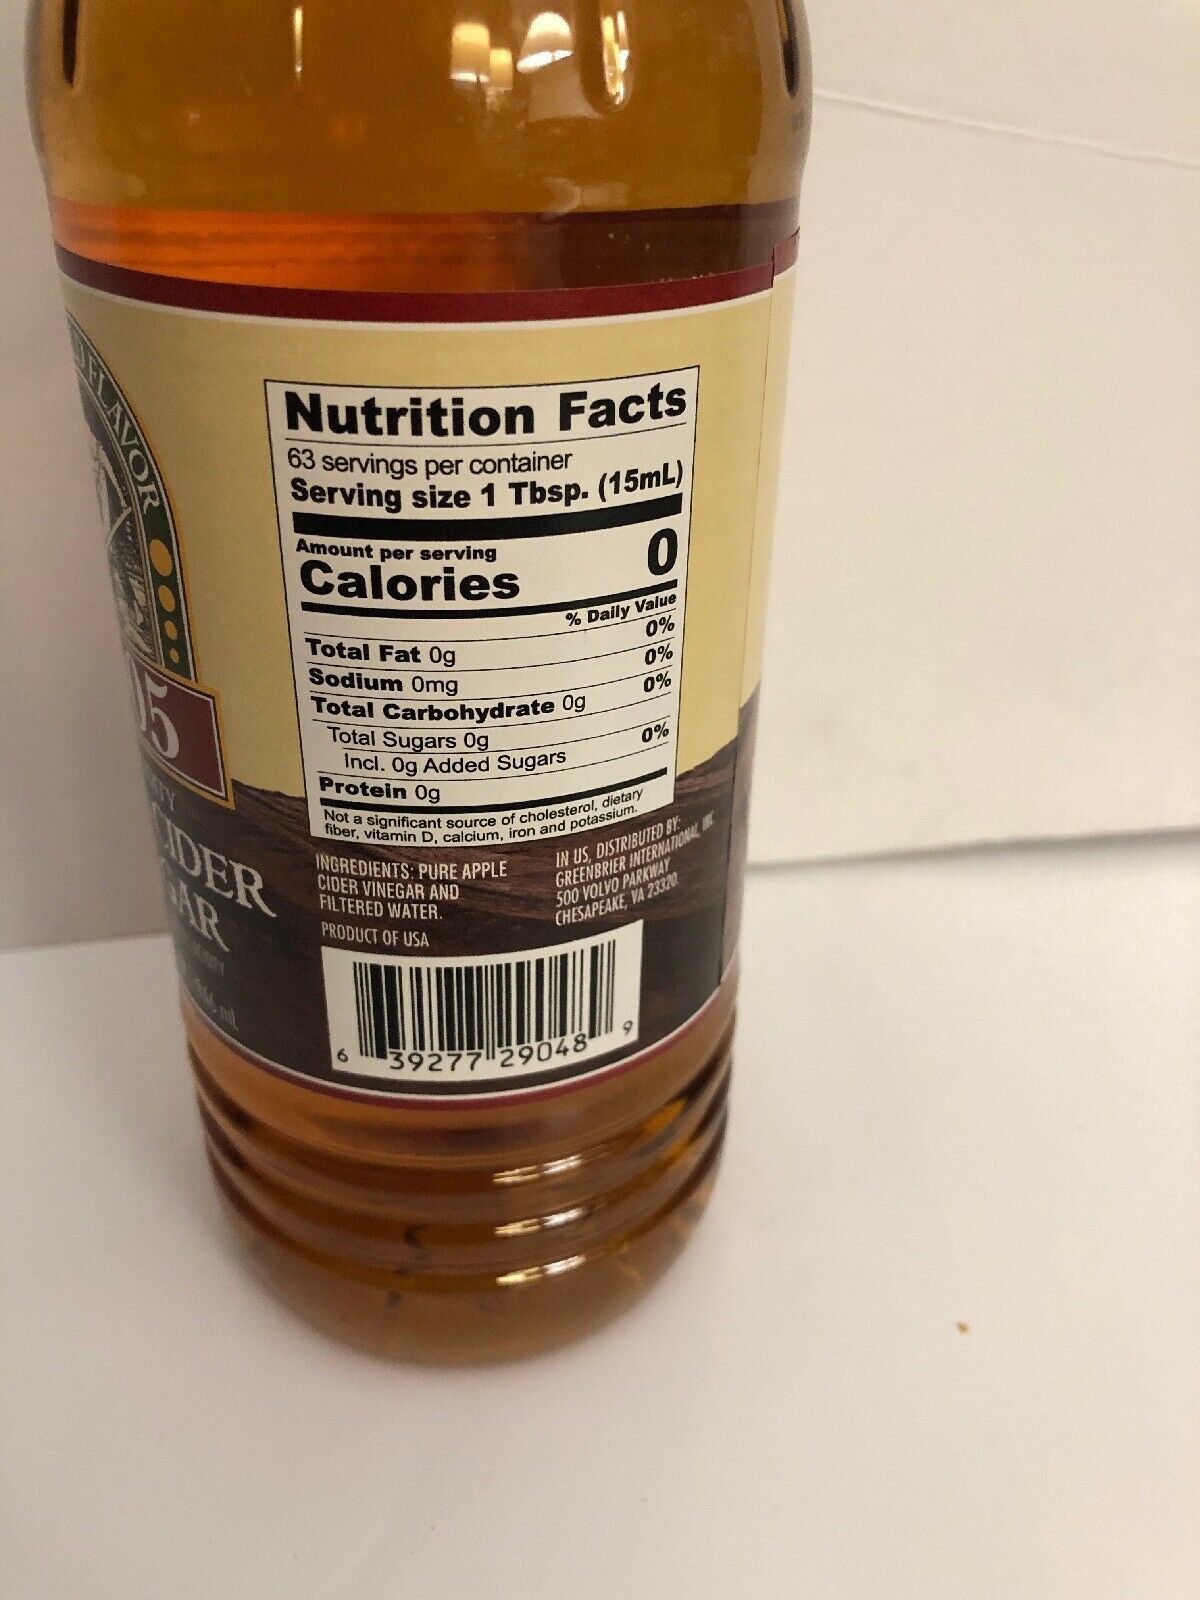 FLAVOR
Nutrition Facts
63 servings per container
Serving size 1 Tbsp. (15mL)
Amount per serving
Calories 0
% Daily Value
Total Fat 0g 0%
Sodium 0mg 0%
Total Carbohydrate 0g 0%
Total Sugars 0g
Incl. 0g Added Sugars 0%
Protein 0g
Not a significant source of cholesterol, dietary
fiber, vitamin D, calcium, iron and potassium.
INGREDIENTS: PURE APPLE
CIDER VINEGAR AND
FILTERED WATER.
PRODUCT OF USA
IN US, DISTRIBUTED BY:
GREENBRIER INTERNATIONAL, INC.
500 VOLVO PARKWAY
CHESAPEAKE, VA 23320.
CIDER
GAR
6 39277 29048 9